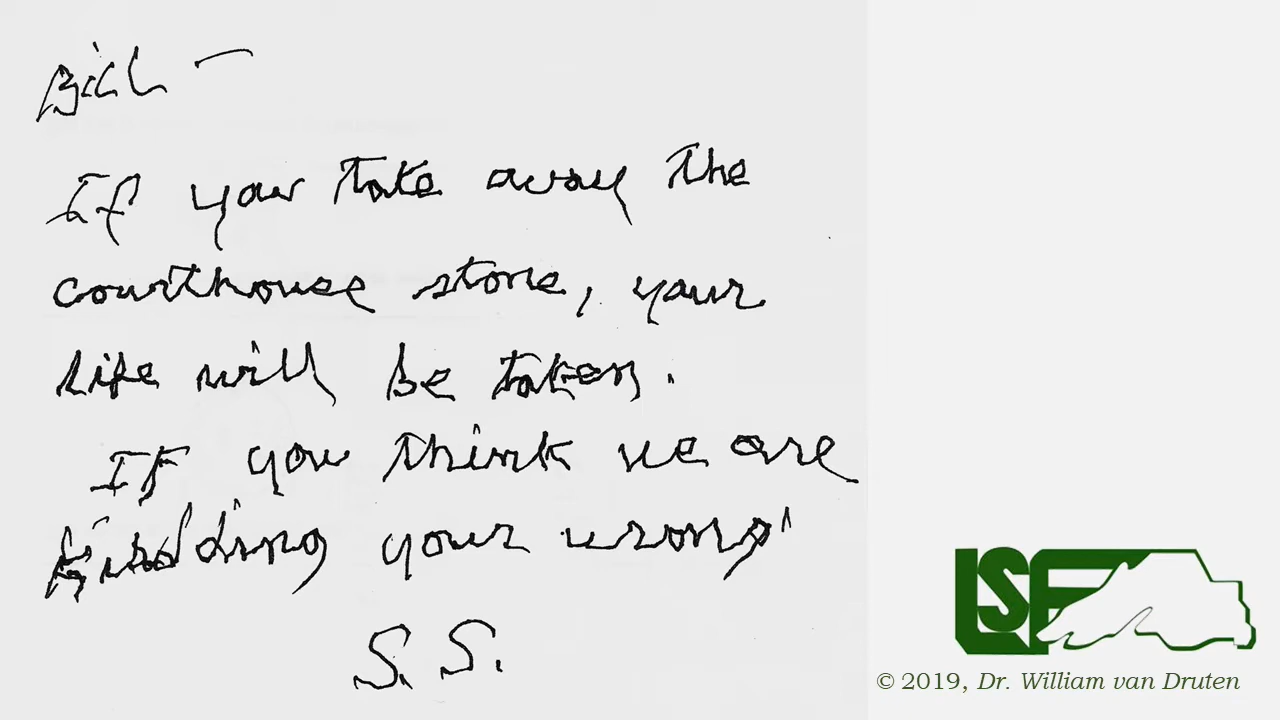 Bill —
If your take away the
courthouse stone, your
life will be taken.
If you think we are
kindding your wrong'
S. S.
LSF
© 2019, Dr. William van Druten